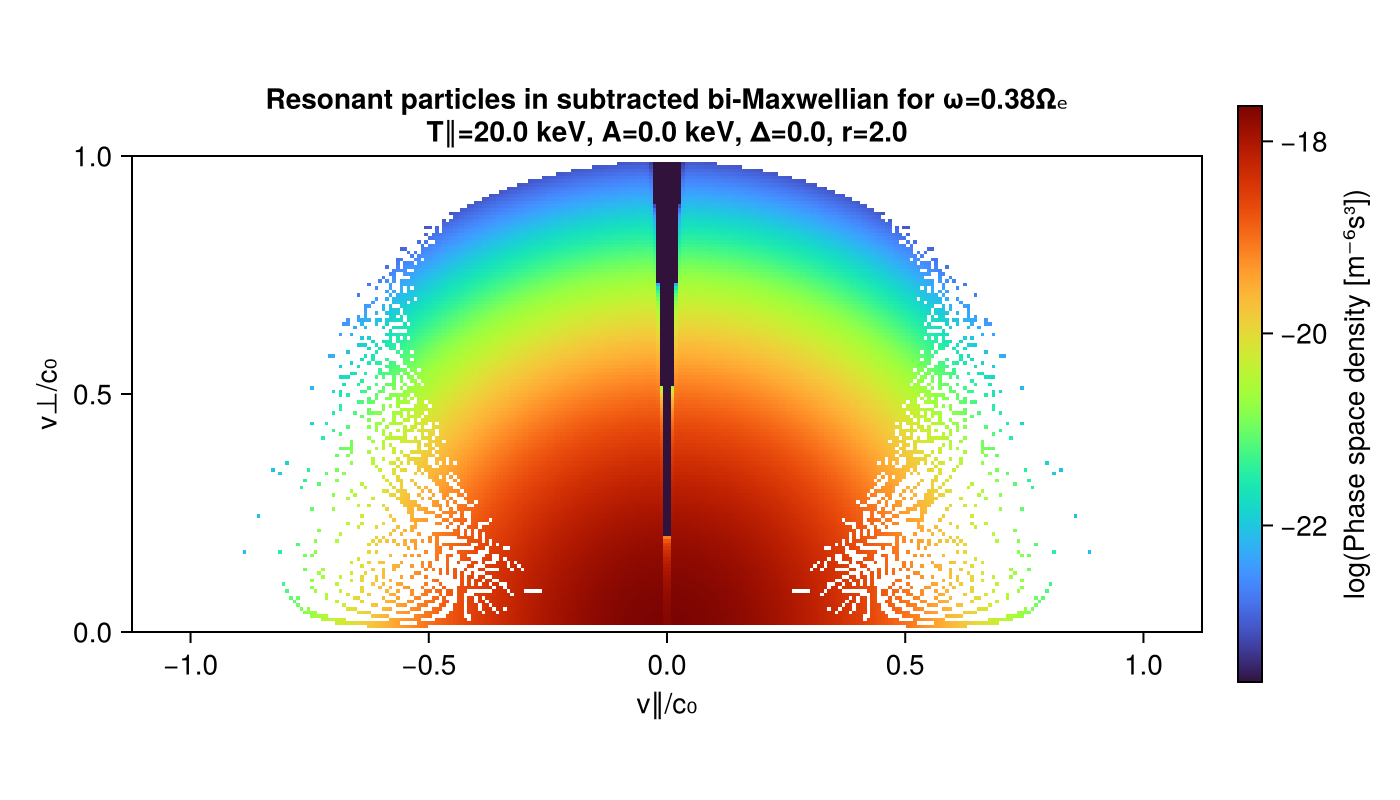 Resonant particles in subtracted bi-Maxwellian for ω=0.38Ωₑ
T∥=20.0 keV, A=0.0 keV, Δ=0.0, r=2.0
1.0
0.5
0.0
v⊥/c₀
−1.0
−0.5
0.0
0.5
1.0
v∥/c₀
−18
−20
−22
log(Phase space density [m⁻⁶s³])